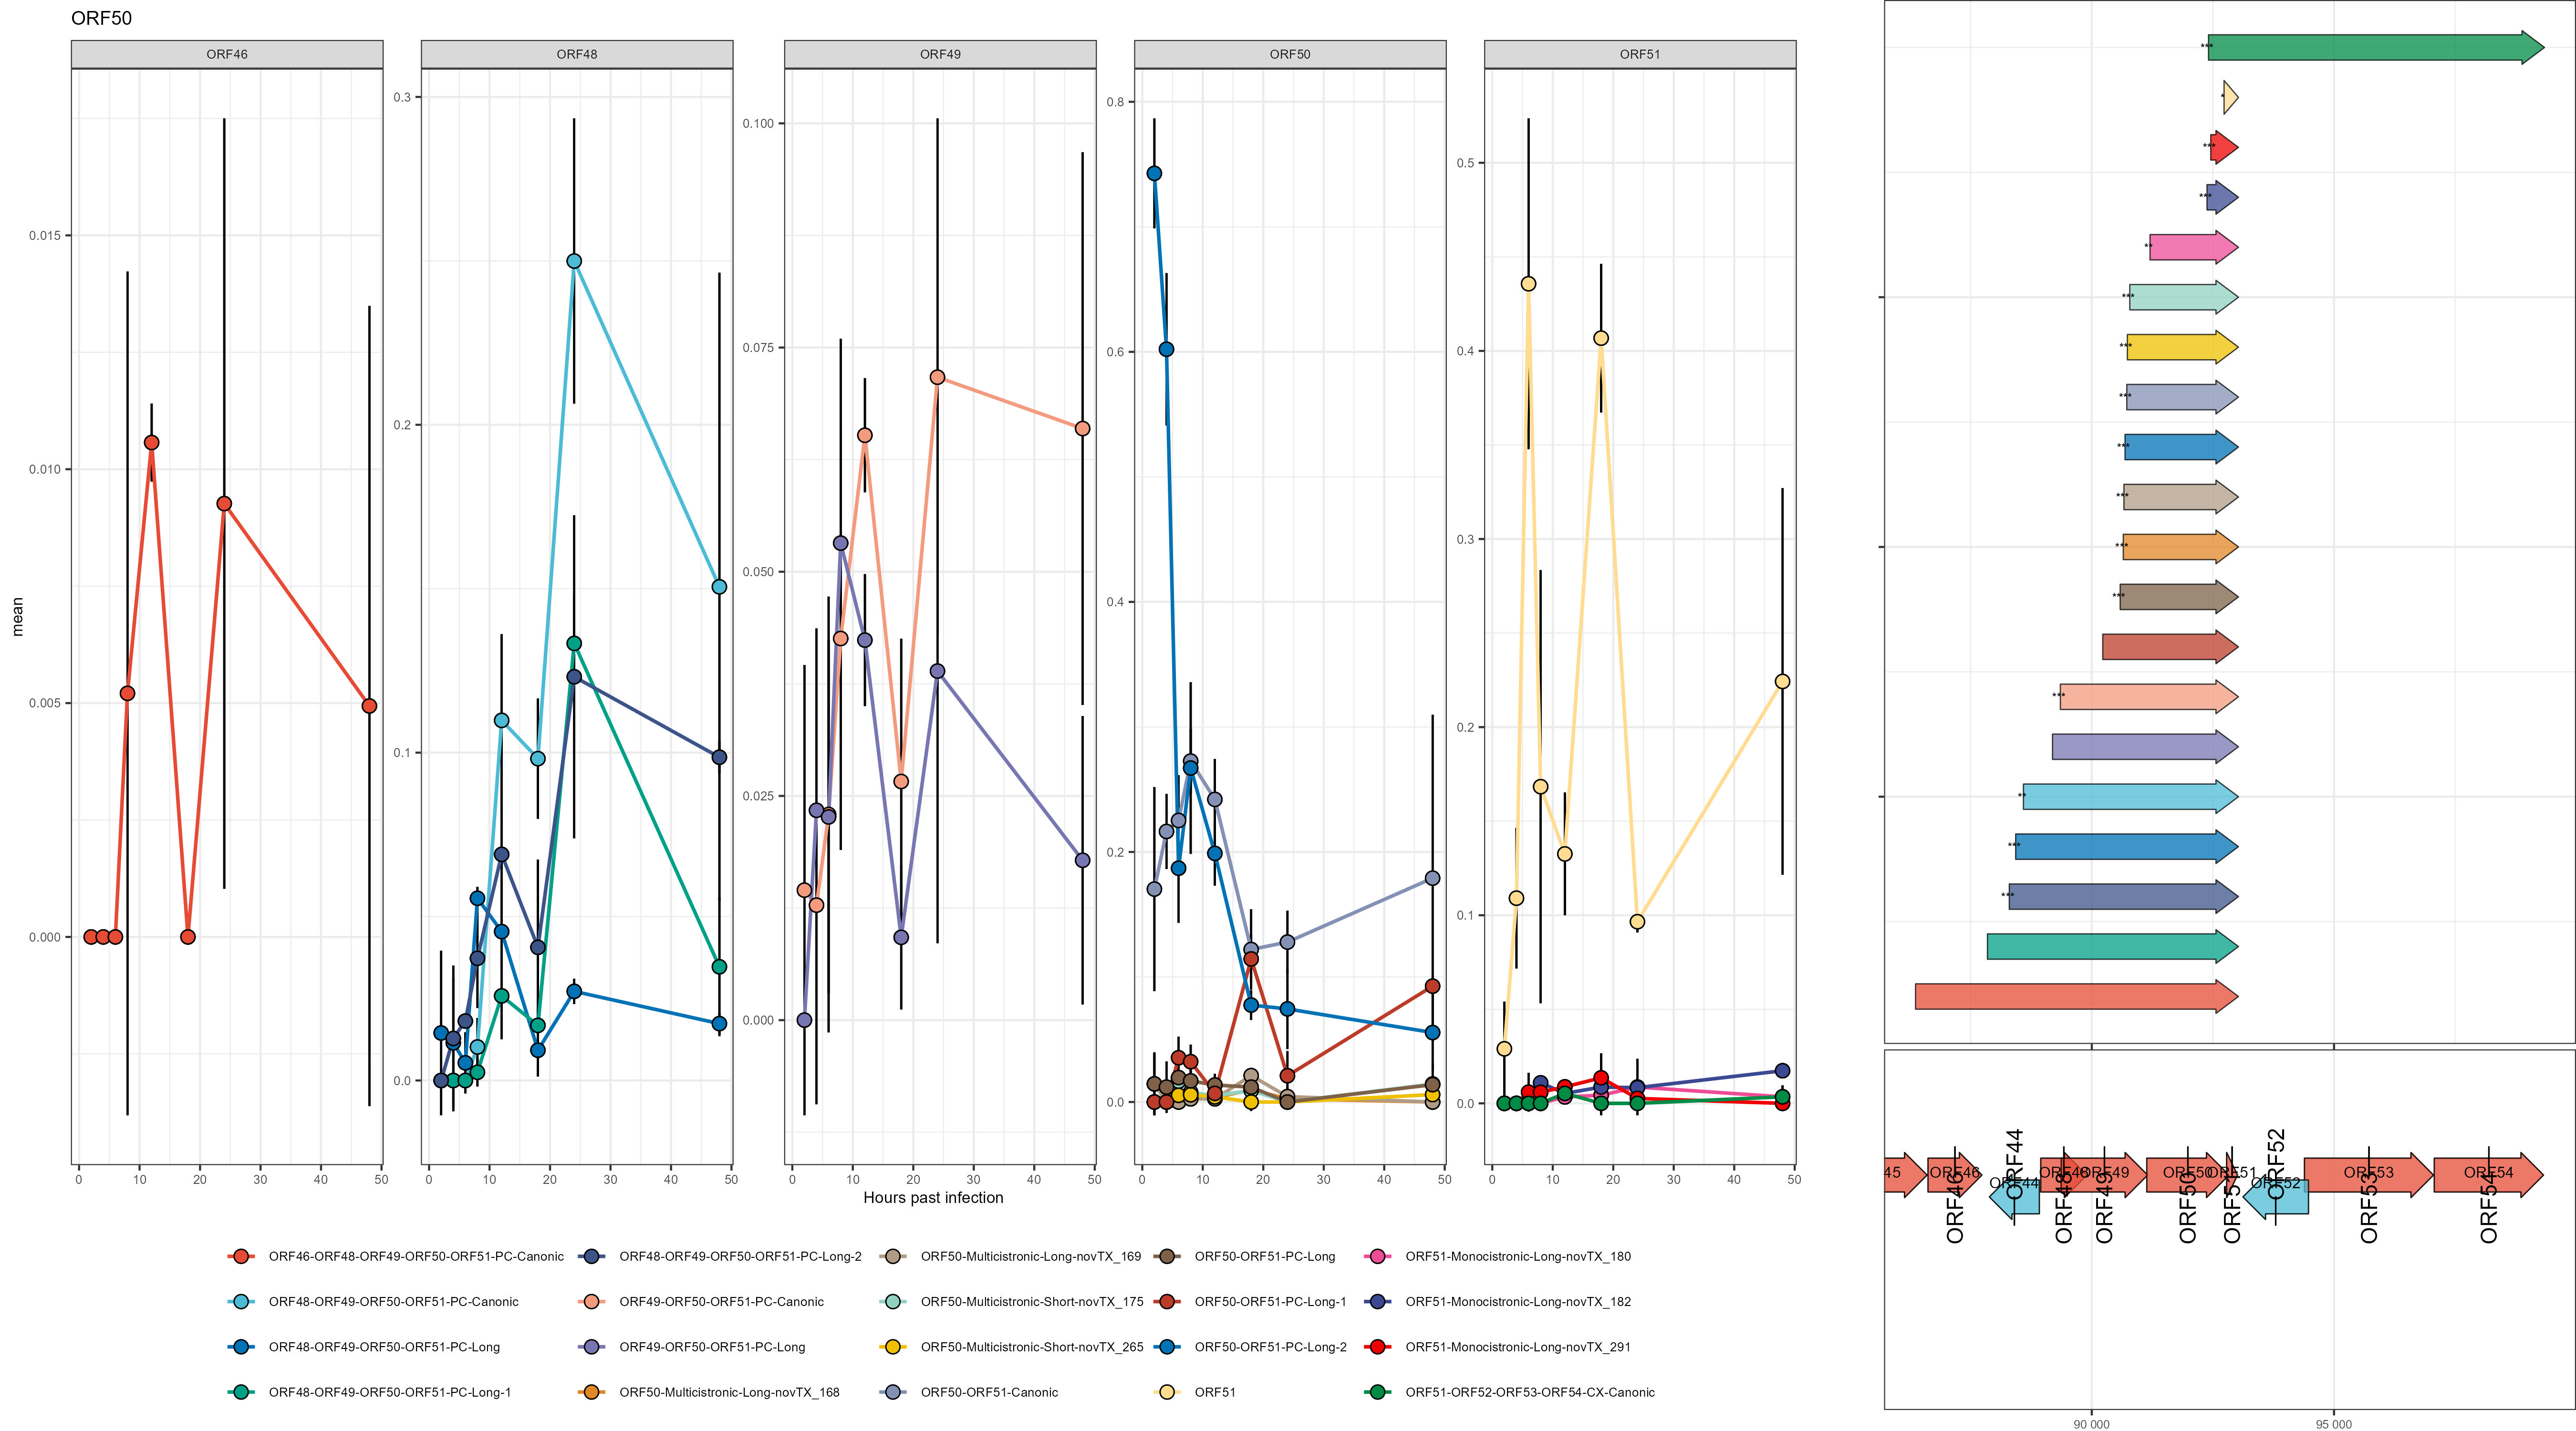 ORF50
ORF46
ORF48
ORF49
ORF50
ORF51
mean
0.015
0.010
0.005
0.000
0.3
0.2
0.1
0.0
0.100
0.075
0.050
0.025
0.000
0.8
0.6
0.4
0.2
0.0
0.5
0.4
0.3
0.2
0.1
0.0
0 10 20 30 40 50
0 10 20 30 40 50
0 10 20 30 40 50
0 10 20 30 40 50
0 10 20 30 40 50
Hours past infection
ORF46-ORF48-ORF49-ORF50-ORF51-PC-Canonic
ORF48-ORF49-ORF50-ORF51-PC-Canonic
ORF48-ORF49-ORF50-ORF51-PC-Long
ORF48-ORF49-ORF50-ORF51-PC-Long-1
ORF48-ORF49-ORF50-ORF51-PC-Long-2
ORF49-ORF50-ORF51-PC-Canonic
ORF49-ORF50-ORF51-PC-Long
ORF50-Multicistronic-Long-novTX_168
ORF50-Multicistronic-Long-novTX_169
ORF50-Multicistronic-Short-novTX_175
ORF50-Multicistronic-Short-novTX_265
ORF50-ORF51-Canonic
ORF50-ORF51-PC-Long
ORF50-ORF51-PC-Long-1
ORF50-ORF51-PC-Long-2
ORF51
ORF51-Monocistronic-Long-novTX_180
ORF51-Monocistronic-Long-novTX_182
ORF51-Monocistronic-Long-novTX_291
ORF51-ORF52-ORF53-ORF54-CX-Canonic
***
*
***
***
**
***
***
***
***
***
***
***
***
**
***
***
45
ORF46
ORF44
ORF48
ORF49
ORF50
ORF51
ORF52
ORF53
ORF54
ORF46
ORF44
ORF48
ORF49
ORF50
ORF51
ORF52
ORF53
ORF54
90 000
95 000